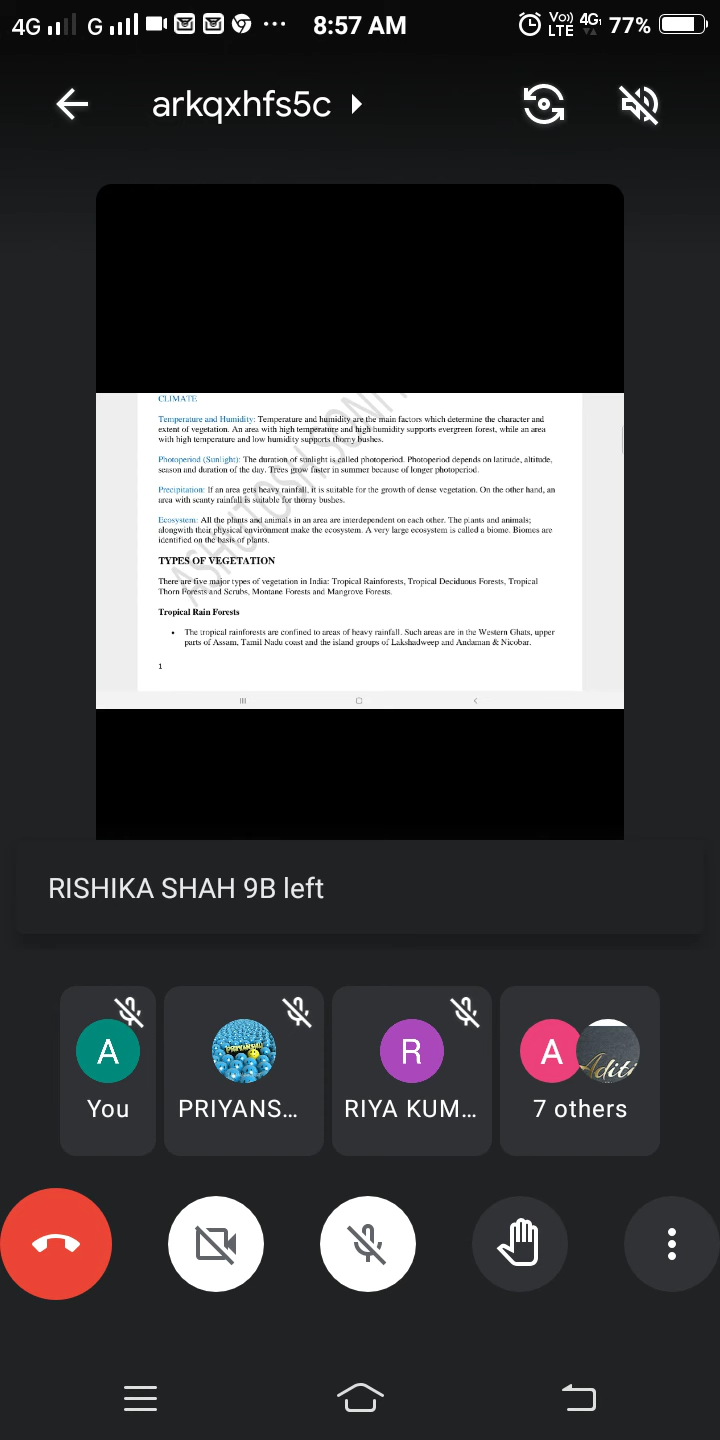 4G G ... 8:57 AM Vo)) LTE 4G 77%
arkqxhfs5c
CLIMATE
Temperature and Humidity: Temperature and humidity are the main factors which determine the character and
extent of vegetation. An area with high temperature and high humidity supports evergreen forest, while an area
with high temperature and low humidity supports thorny bushes.
Photoperiod (Sunlight): The duration of sunlight is called photoperiod. Photoperiod depends on latitude, altitude,
season and duration of the day. Trees grow faster in summer because of longer photoperiod.
Precipitation: If an area gets heavy rainfall, it is suitable for the growth of dense vegetation. On the other hand, an
area with scanty rainfall is suitable for thorny bushes.
Ecosystem: All the plants and animals in an area are interdependent on each other. The plants and animals;
alongwith their physical environment make the ecosystem. A very large ecosystem is called a biome. Biomes are
identified on the basis of plants.
TYPES OF VEGETATION
There are five major types of vegetation in India: Tropical Rainforests, Tropical Deciduous Forests, Tropical
Thorn Forests and Scrubs, Montane Forests and Mangrove Forests.
Tropical Rain Forests
• The tropical rainforests are confined to areas of heavy rainfall. Such areas are in the Western Ghats, upper
parts of Assam, Tamil Nadu coast and the island groups of Lakshadweep and Andaman & Nicobar.
1
ASHUTOSH
RISHIKA SHAH 9B left
A R A Aditi
You PRIYANS... RIYA KUM... 7 others